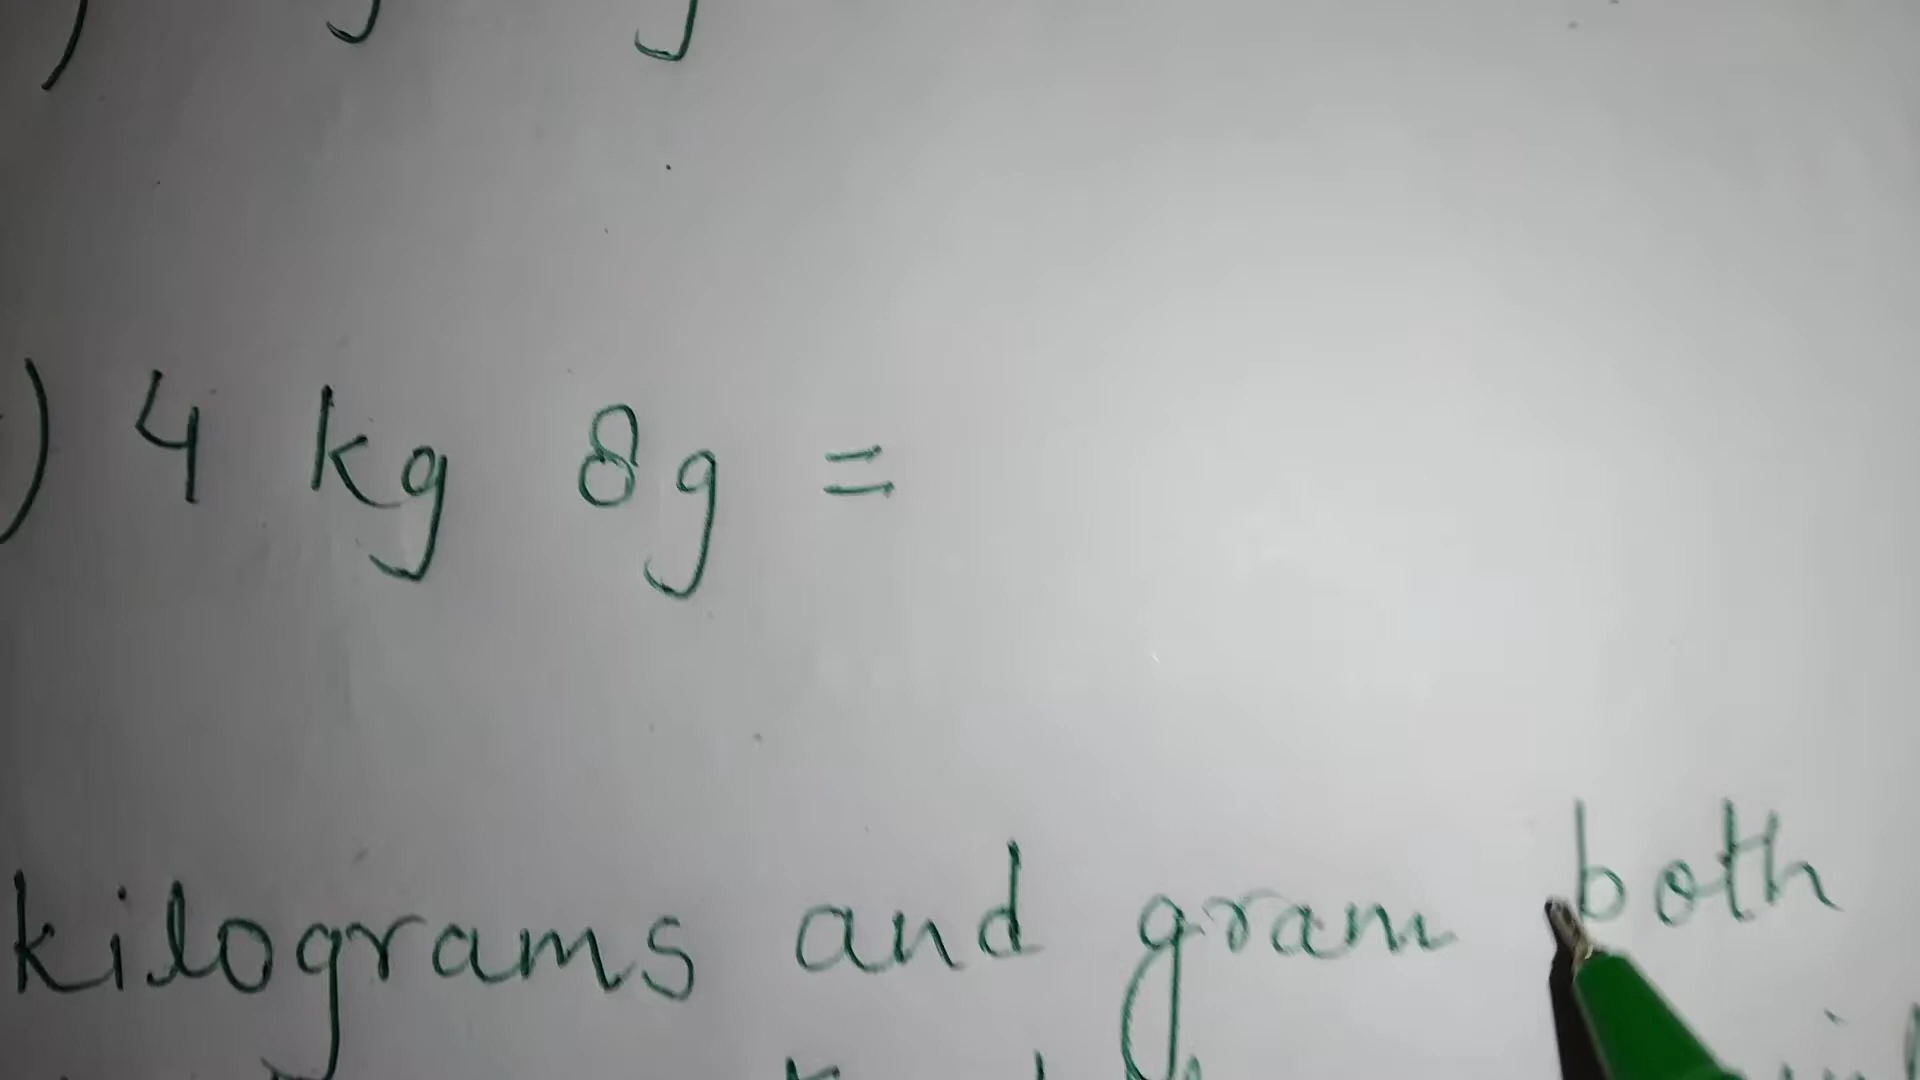 ) 4 kg 8g =
kilograms and gram both